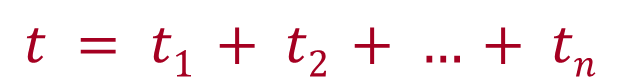 t = t₁ + t₂ + ... + tₙ